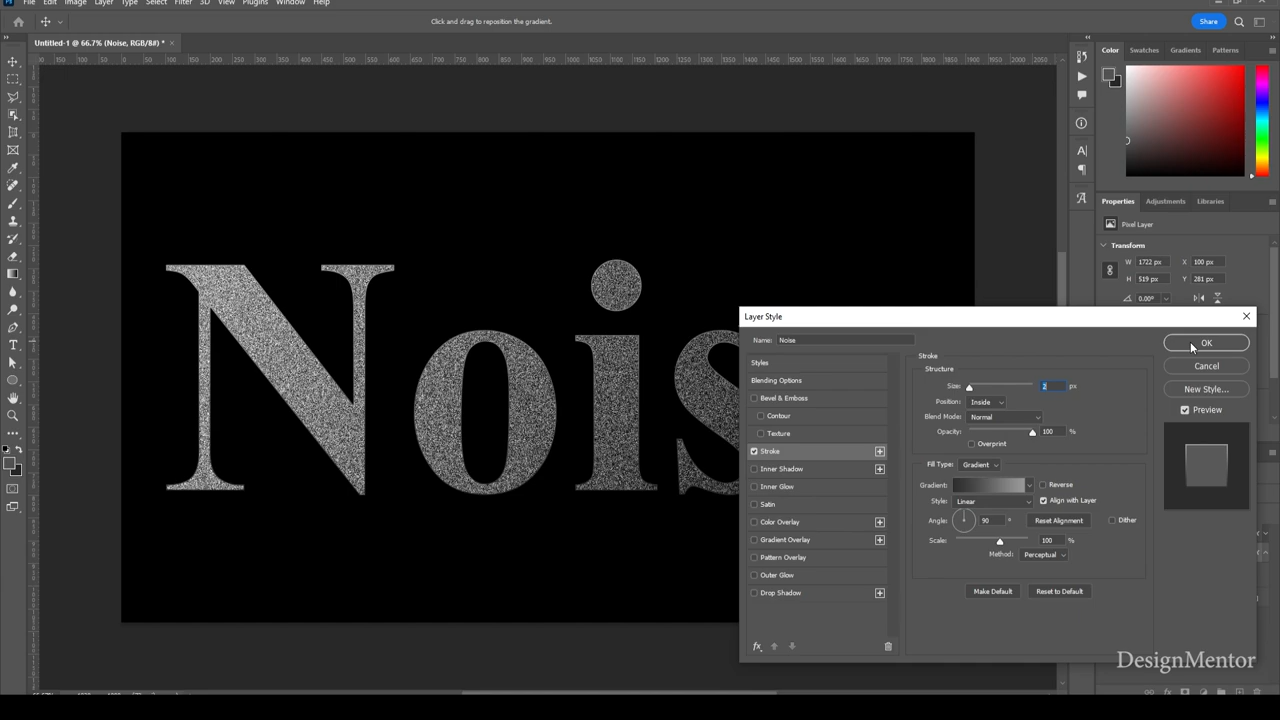 File Edit Image Layer Type Select Filter 3D View Plugins Window Help
Click and drag to reposition the gradient.
Share
Untitled-1 @ 66.7% (Noise, RGB/8#) *
Color Swatches Gradients Patterns
Properties Adjustments Libraries
Pixel Layer
Transform
W 1722 px X 100 px
H 519 px Y 281 px
0.00°
Nois
Layer Style
Name: Noise
OK
Cancel
New Style...
Preview
Styles
Blending Options
Bevel & Emboss
Contour
Texture
Stroke
Inner Shadow
Inner Glow
Satin
Color Overlay
Gradient Overlay
Pattern Overlay
Outer Glow
Drop Shadow
fx
Stroke
Structure
Size: 2 px
Position: Inside
Blend Mode: Normal
Opacity: 100 %
Overprint
Fill Type: Gradient
Gradient: Reverse
Style: Linear Align with Layer
Angle: 90 ° Reset Alignment Dither
Scale: 100 %
Method: Perceptual
Make Default Reset to Default
DesignMentor